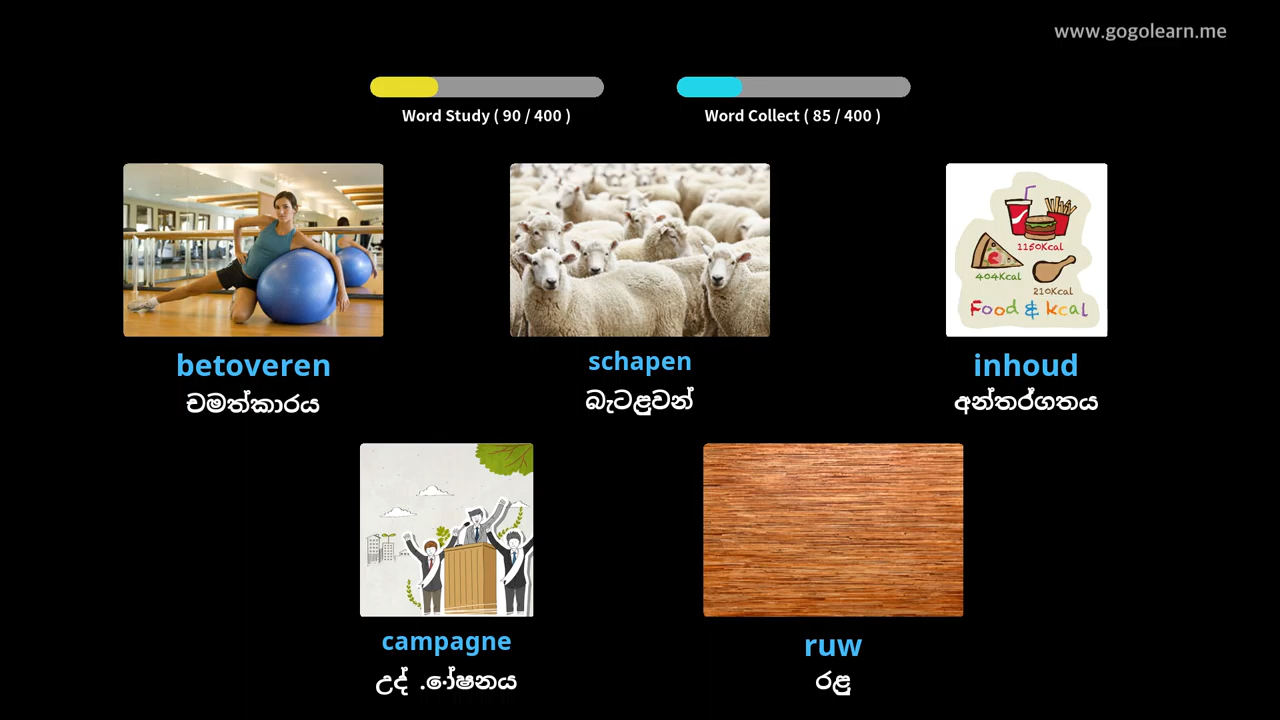 www.gogolearn.me
Word Study ( 90 / 400 )
Word Collect ( 85 / 400 )
1150Kcal
404Kcal
210Kcal
Food & kcal
betoveren
schapen
inhoud
චමත්කාරය
බැටළුවන්
අන්තර්ගතය
campagne
ruw
උද් .ෝෂනය
රළු